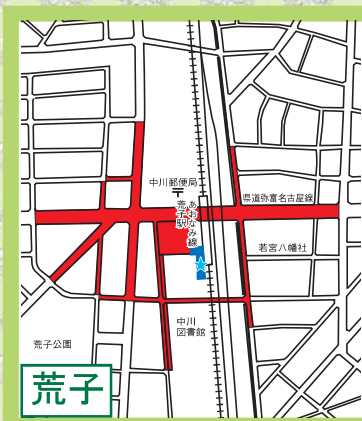 中川郵便局
〒
あおなみ線
荒子駅
県道弥富名古屋線
若宮八幡社
中川
図書館
荒子公園
荒子